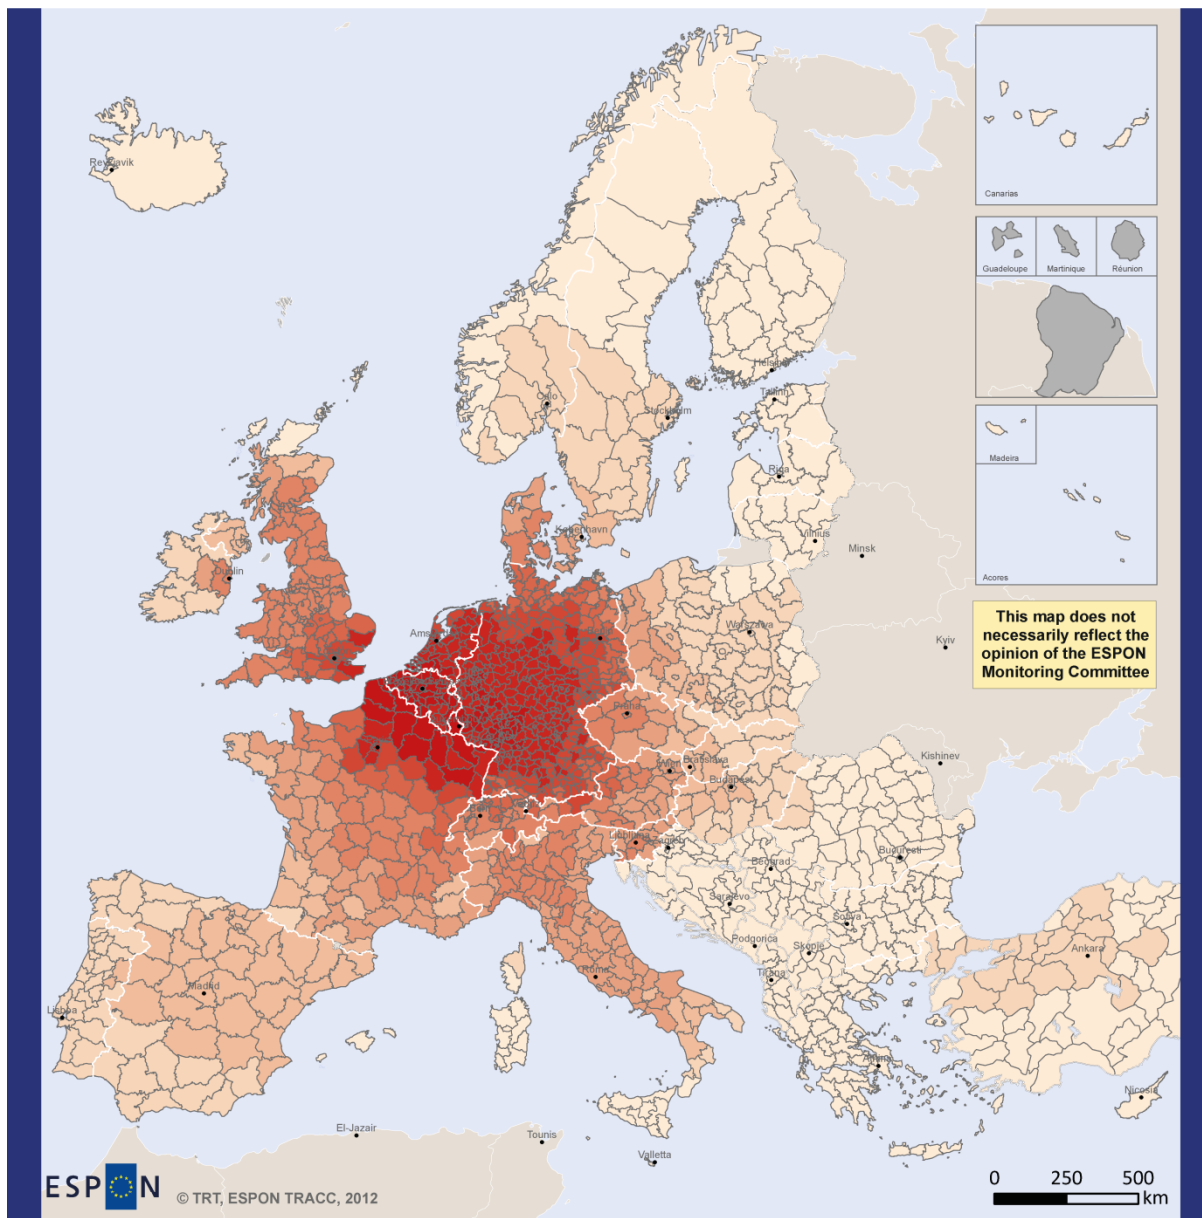 Reykjavik
Canarias
Guadeloupe
Martinique
Réunion
Helsinki
Tallinn
Oslo
Stockholm
Madeira
Riga
København
Vilnius
Minsk
Dublin
Acores
This map does not
necessarily reflect the
opinion of the ESPON
Monitoring Committee
Warszawa
Kyiv
Praha
Kishinev
Wien
Bratislava
Budapest
Ljubljana
Zagreb
Beograd
Bucuresti
Sarajevo
Sofiya
Podgorica
Skopje
Ankara
Roma
Tirana
Madrid
Lisboa
Nicosia
El-Jazair
Tounis
Valletta
ESPON
© TRT, ESPON TRACC, 2012
0 250 500
km